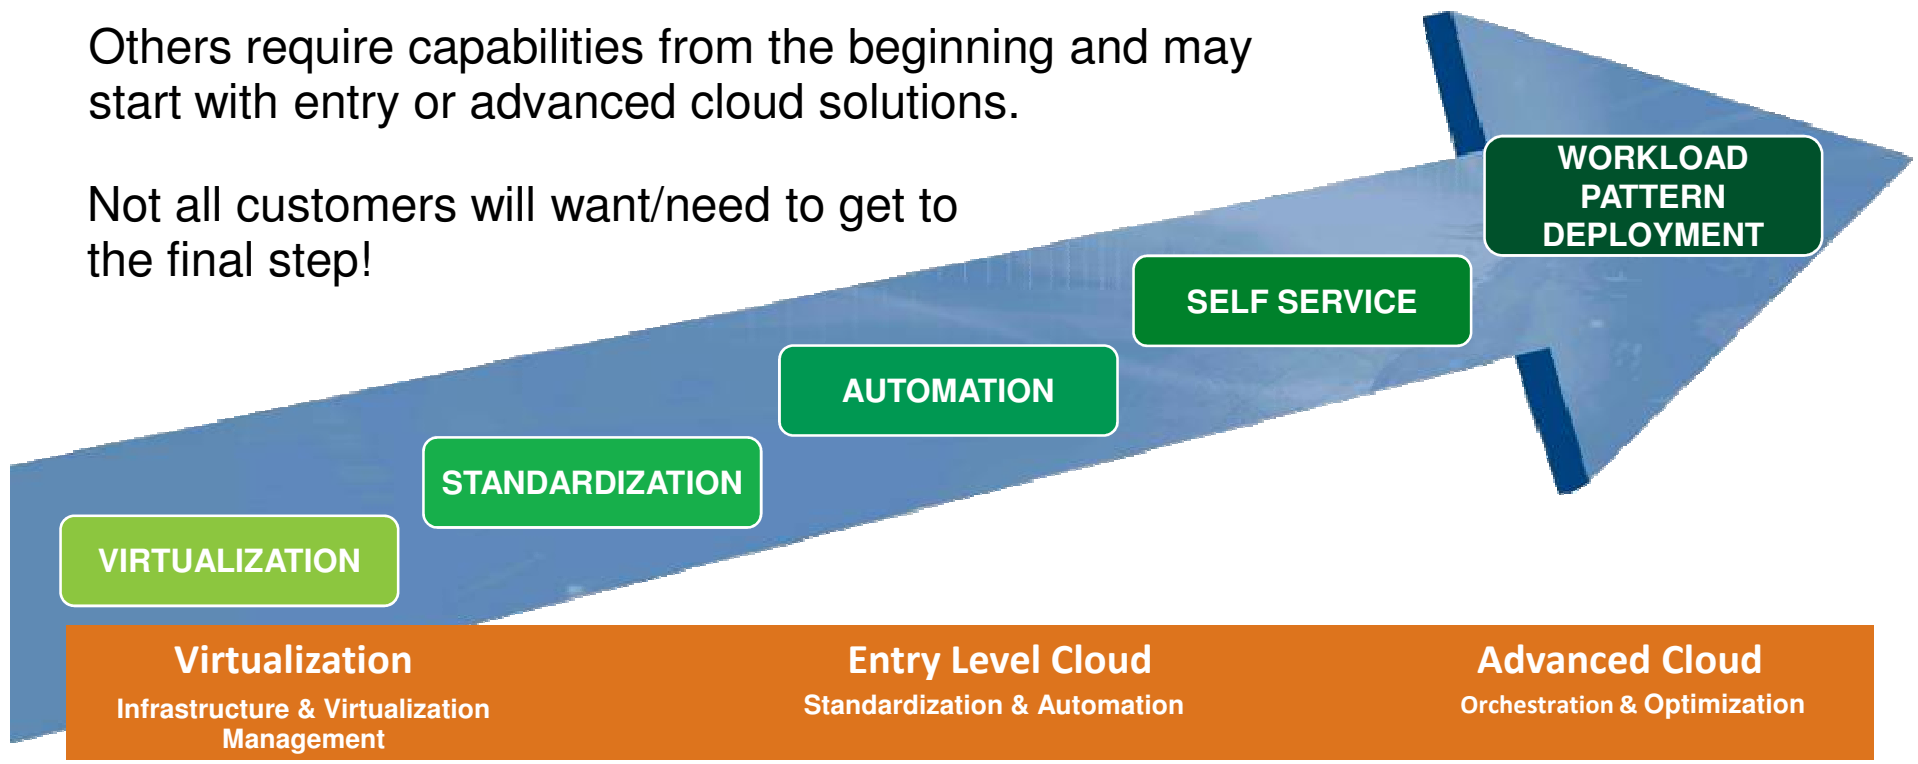 Others require capabilities from the beginning and may
start with entry or advanced cloud solutions.
Not all customers will want/need to get to
the final step!
WORKLOAD
PATTERN
DEPLOYMENT
SELF SERVICE
AUTOMATION
STANDARDIZATION
VIRTUALIZATION
Virtualization
Infrastructure & Virtualization
Management
Entry Level Cloud
Standardization & Automation
Advanced Cloud
Orchestration & Optimization